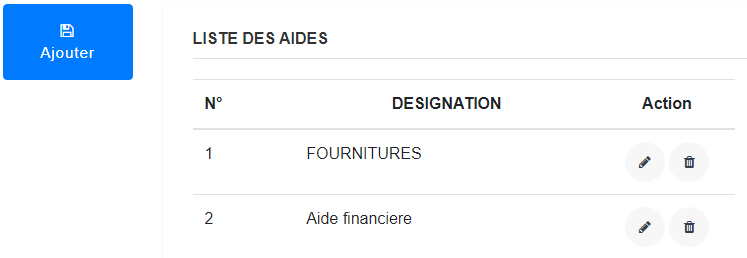 Ajouter
LISTE DES AIDES
N° DESIGNATION Action
1 FOURNITURES
2 Aide financiere